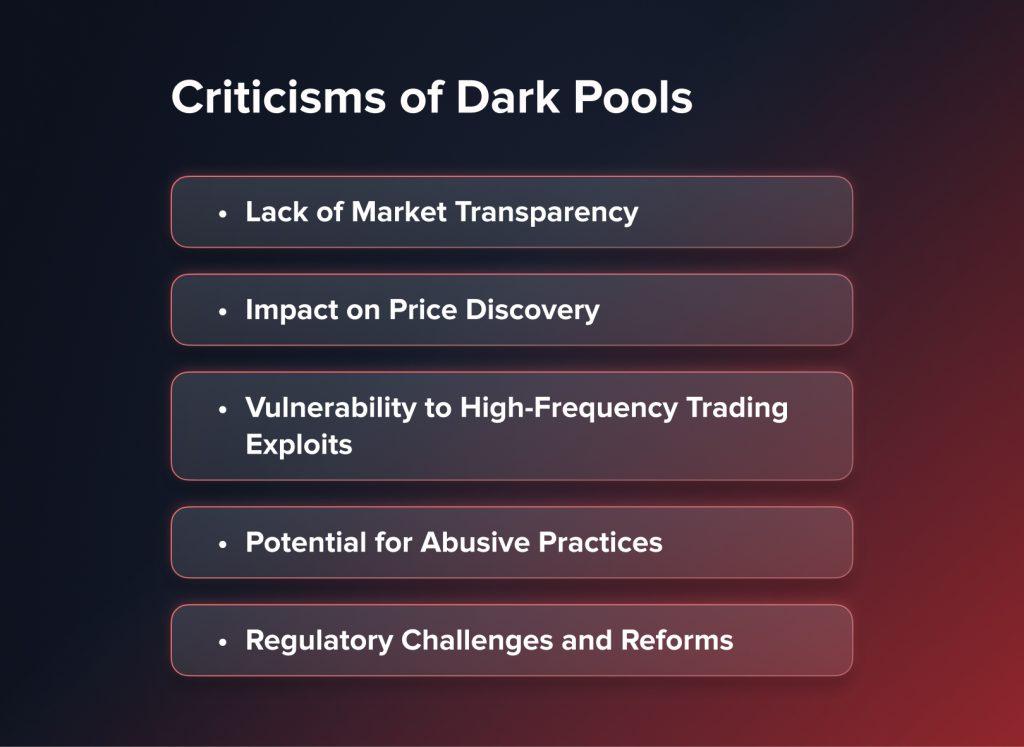 Criticisms of Dark Pools
• Lack of Market Transparency
• Impact on Price Discovery
• Vulnerability to High-Frequency Trading
Exploits
• Potential for Abusive Practices
• Regulatory Challenges and Reforms